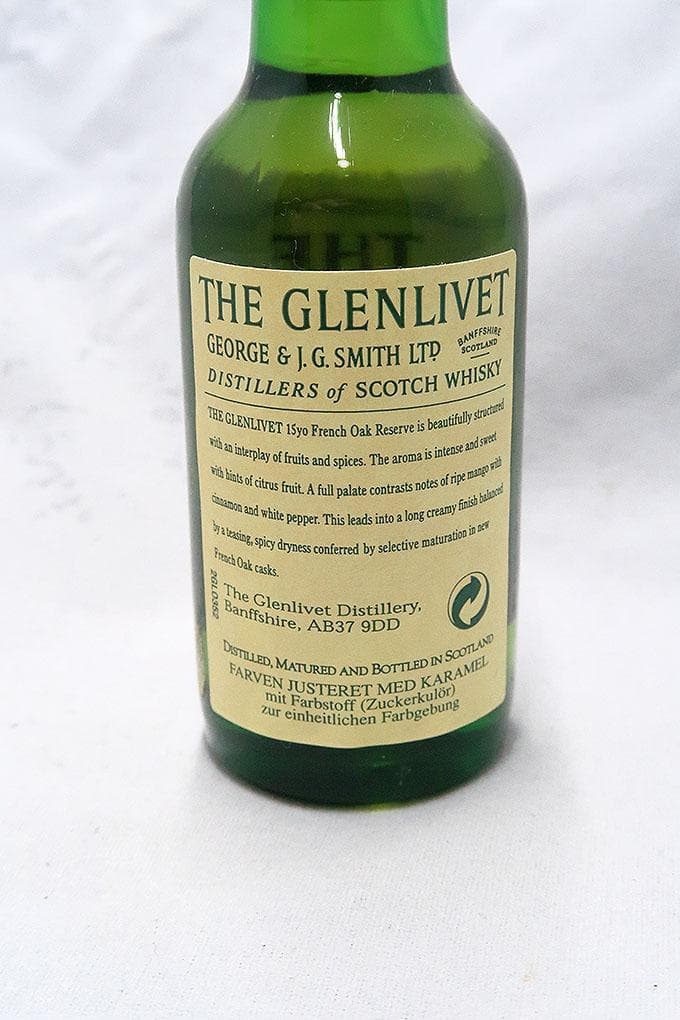 THE
THE GLENLIVET
GEORGE & J.G. SMITH LTD
BANFFSHIRE
SCOTLAND
DISTILLERS of SCOTCH WHISKY
THE GLENLIVET 15yo French Oak Reserve is beautifully structured
with an interplay of fruits and spices. The aroma is intense and sweet
with hints of citrus fruit. A full palate contrasts notes of ripe mango with
cinnamon and white pepper. This leads into a long creamy finish balanced
by a teasing, spicy dryness conferred by selective maturation in new
French Oak casks.
The Glenlivet Distillery,
Banffshire, AB37 9DD
DISTILLED, MATURED AND BOTTLED IN SCOTLAND
FARVEN JUSTERET MED KARAMEL
mit Farbstoff (Zuckerkulör)
zur einheitlichen Farbgebung